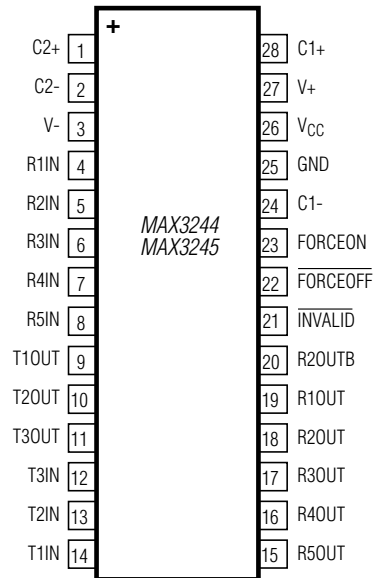 +
C2+ 1 28 C1+
C2- 2 27 V+
V- 3 26 VCC
R1IN 4 25 GND
R2IN 5 24 C1-
MAX3244
MAX3245
R3IN 6 23 FORCEON
R4IN 7 22 FORCEOFF
R5IN 8 21 INVALID
T1OUT 9 20 R2OUTB
T2OUT 10 19 R1OUT
T3OUT 11 18 R2OUT
T3IN 12 17 R3OUT
T2IN 13 16 R4OUT
T1IN 14 15 R5OUT